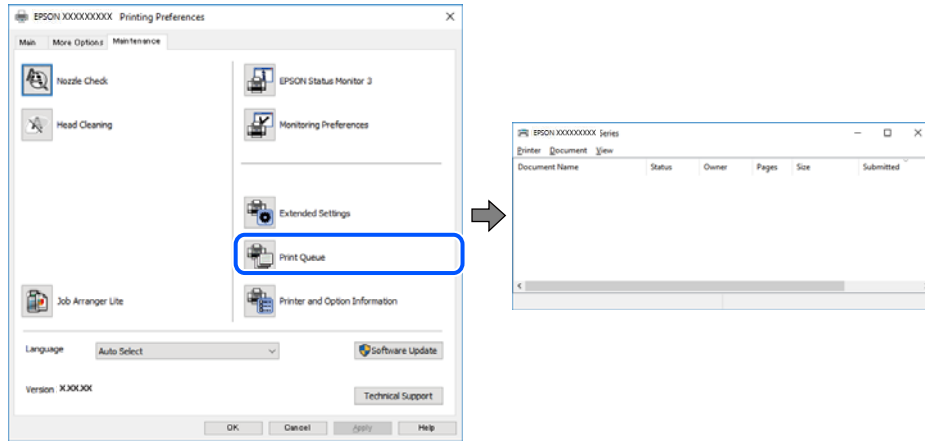 EPSON XXXXXXXXX Printing Preferences
Main More Options Maintenance
Nozzle Check
EPSON Status Monitor 3
Head Cleaning
Monitoring Preferences
Extended Settings
Print Queue
Job Arranger Lite
Printer and Option Information
Language Auto Select
Software Update
Version X.XX.XX
Technical Support
OK Cancel Apply Help
EPSON XXXXXXXXXX Series
Printer Document View
Document Name Status Owner Pages Size Submitted